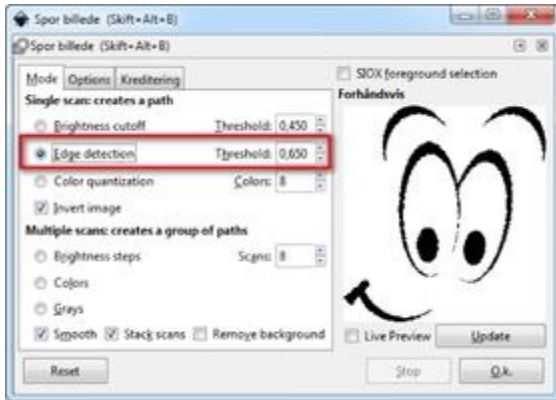 Spor billede (Skift+Alt+B)
Spor billede (Skift+Alt+B)
Mode Options Kreditering
SIOX foreground selection
Single scan: creates a path
Forhåndsvis
Brightness cutoff Threshold: 0,450
Edge detection Threshold: 0,650
Color quantization Colors: 8
Invert image
Multiple scans: creates a group of paths
Brightness steps Scans: 8
Colors
Grays
Smooth Stack scans Remove background
Live Preview Update
Reset Stop O.k.